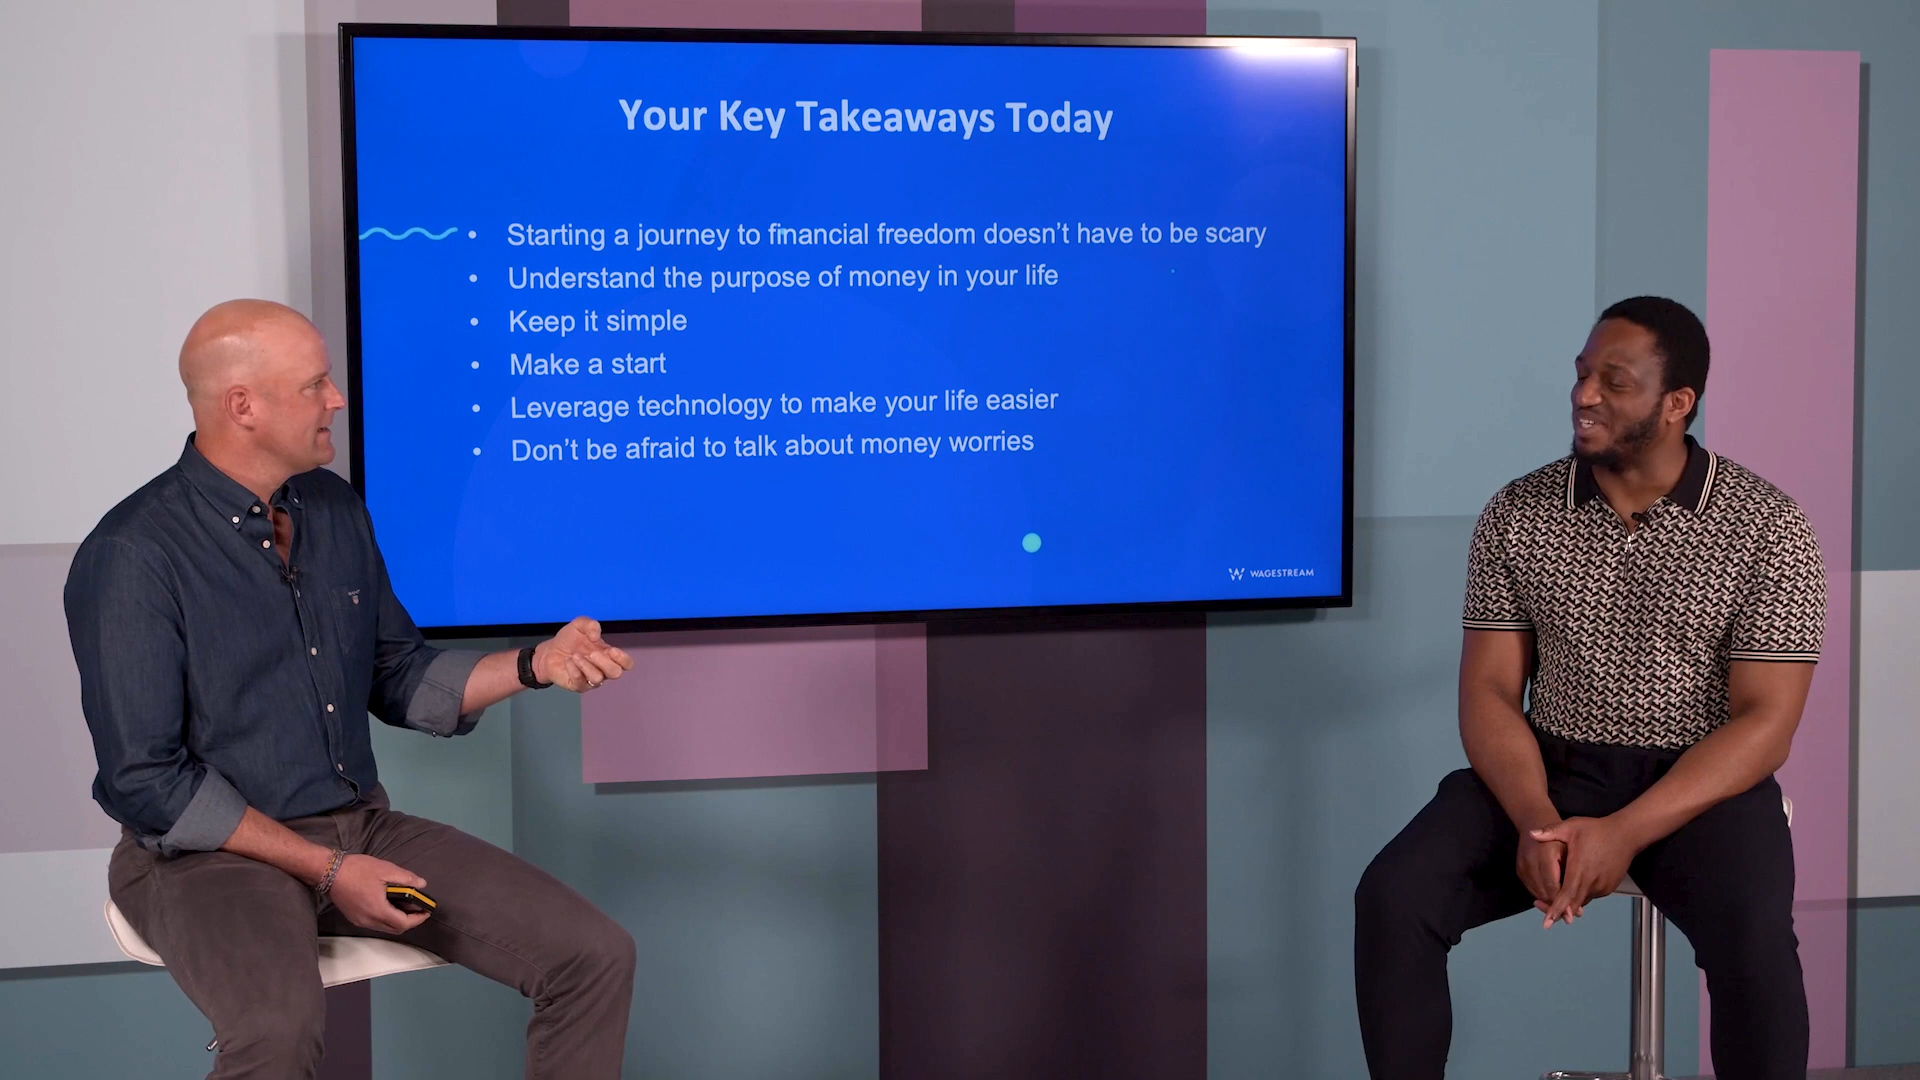 Your Key Takeaways Today
• Starting a journey to financial freedom doesn't have to be scary
• Understand the purpose of money in your life
• Keep it simple
• Make a start
• Leverage technology to make your life easier
• Don't be afraid to talk about money worries
WAGESTREAM